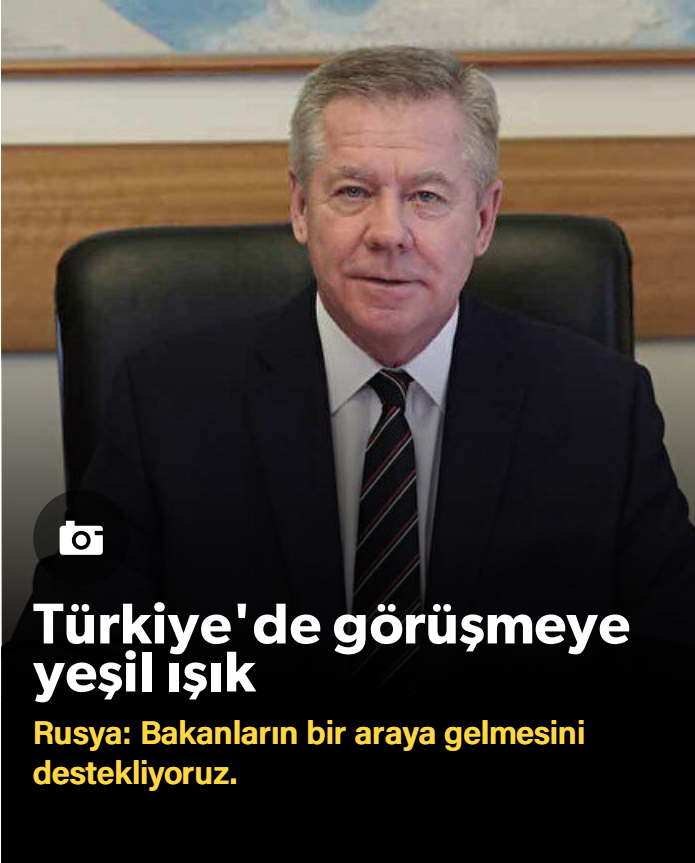 Türkiye'de görüşmeye
yeşil ışık
Rusya: Bakanların bir araya gelmesini
destekliyoruz.